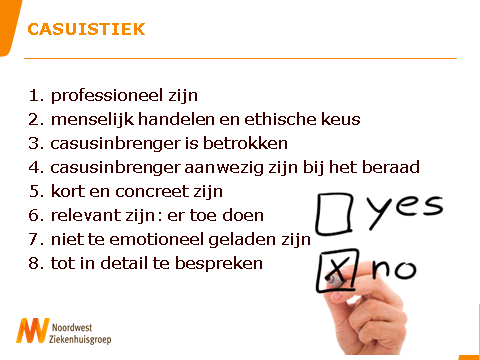 CASUISTIEK
1. professioneel zijn
2. menselijk handelen en ethische keus
3. casusinbrenger is betrokken
4. casusinbrenger aanwezig zijn bij het beraad
5. kort en concreet zijn
6. relevant zijn: er toe doen
7. niet te emotioneel geladen zijn
8. tot in detail te bespreken
yes
x no
Noordwest
Ziekenhuisgroep